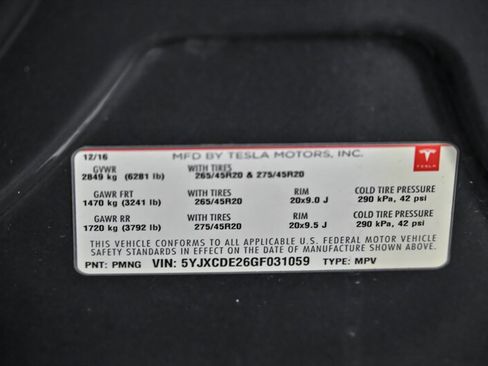 12/16 MFD BY TESLA MOTORS, INC.
GVWR WITH TIRES
2849 kg (6281 lb) 265/45R20 & 275/45R20
GAWR FRT WITH TIRES RIM COLD TIRE PRESSURE
1470 kg (3241 lb) 265/45R20 20x9.0 J 290 kPa, 42 psi
GAWR RR WITH TIRES RIM COLD TIRE PRESSURE
1720 kg (3792 lb) 275/45R20 20x9.5 J 290 kPa, 42 psi
THIS VEHICLE CONFORMS TO ALL APPLICABLE U.S. FEDERAL MOTOR VEHICLE
SAFETY STANDARDS IN EFFECT ON THE DATE OF MANUFACTURE SHOWN ABOVE.
PNT: PMNG VIN: 5YJXCDE26GF031059 TYPE: MPV
TESLA